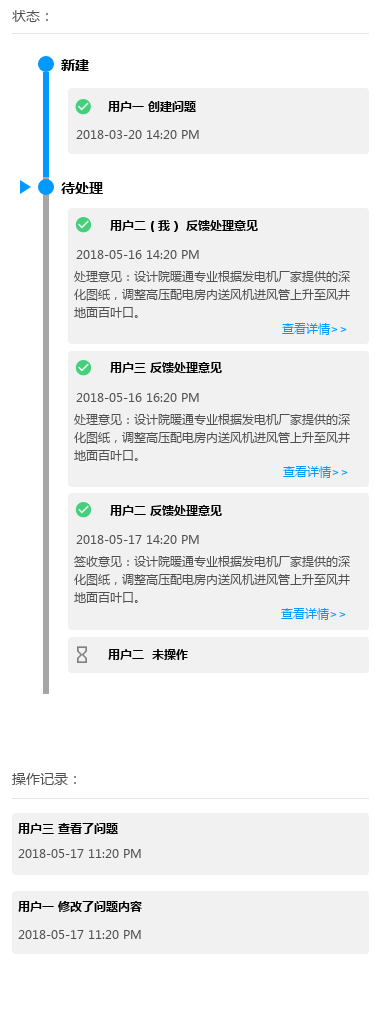 状态：
新建
用户一 创建问题
2018-03-20 14:20 PM
待处理
用户二 ( 我 ) 反馈处理意见
2018-05-16 14:20 PM
处理意见：设计院暖通专业根据发电机厂家提供的深
化图纸，调整高压配电房内送风机进风管上升至风井
地面百叶口。
查看详情>>
用户三 反馈处理意见
2018-05-16 16:20 PM
处理意见：设计院暖通专业根据发电机厂家提供的深
化图纸，调整高压配电房内送风机进风管上升至风井
地面百叶口。
查看详情>>
用户二 反馈处理意见
2018-05-17 14:20 PM
签收意见：设计院暖通专业根据发电机厂家提供的深
化图纸，调整高压配电房内送风机进风管上升至风井
地面百叶口。
查看详情>>
用户二 未操作
操作记录：
用户三 查看了问题
2018-05-17 11:20 PM
用户一 修改了问题内容
2018-05-17 11:20 PM